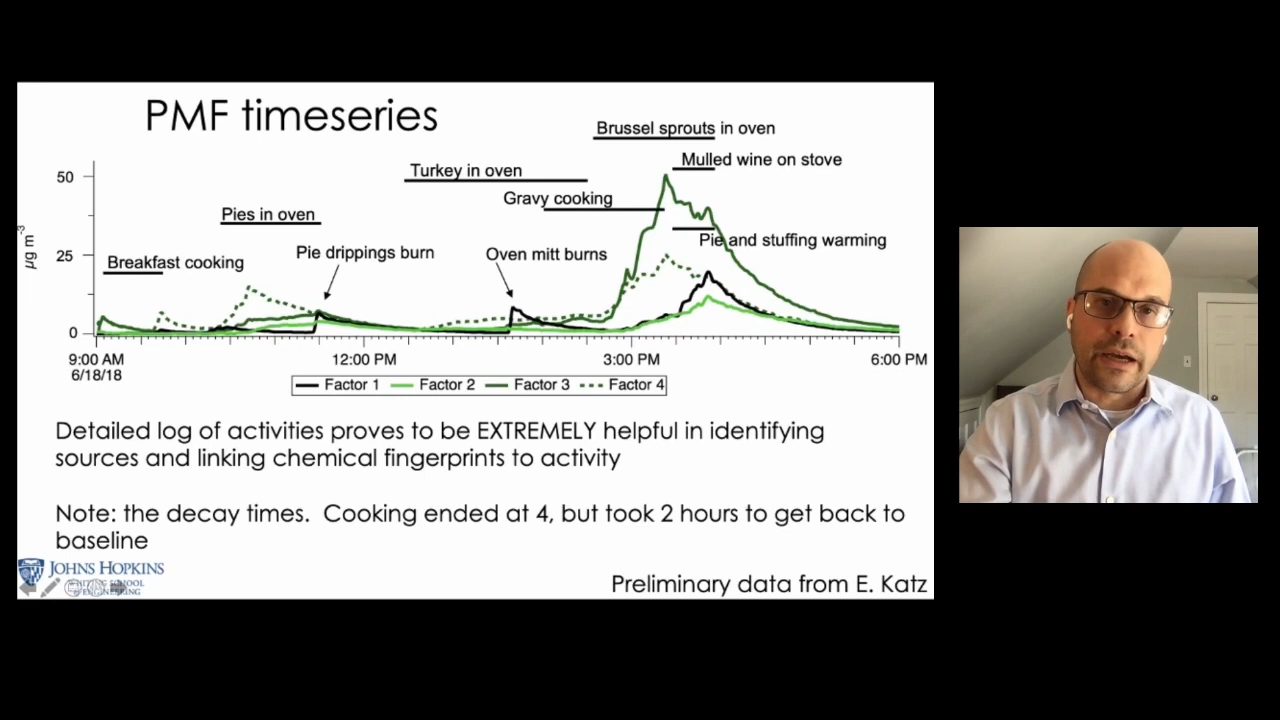 PMF timeseries
Brussel sprouts in oven
Mulled wine on stove
Turkey in oven
Gravy cooking
Pies in oven
Pie and stuffing warming
Pie drippings burn
Oven mitt burns
Breakfast cooking
50
25
0
µg m-3
9:00 AM
12:00 PM
3:00 PM
6:00 PM
6/18/18
Factor 1 Factor 2 Factor 3 Factor 4
Detailed log of activities proves to be EXTREMELY helpful in identifying
sources and linking chemical fingerprints to activity
Note: the decay times. Cooking ended at 4, but took 2 hours to get back to
baseline
JOHNS HOPKINS
Preliminary data from E. Katz